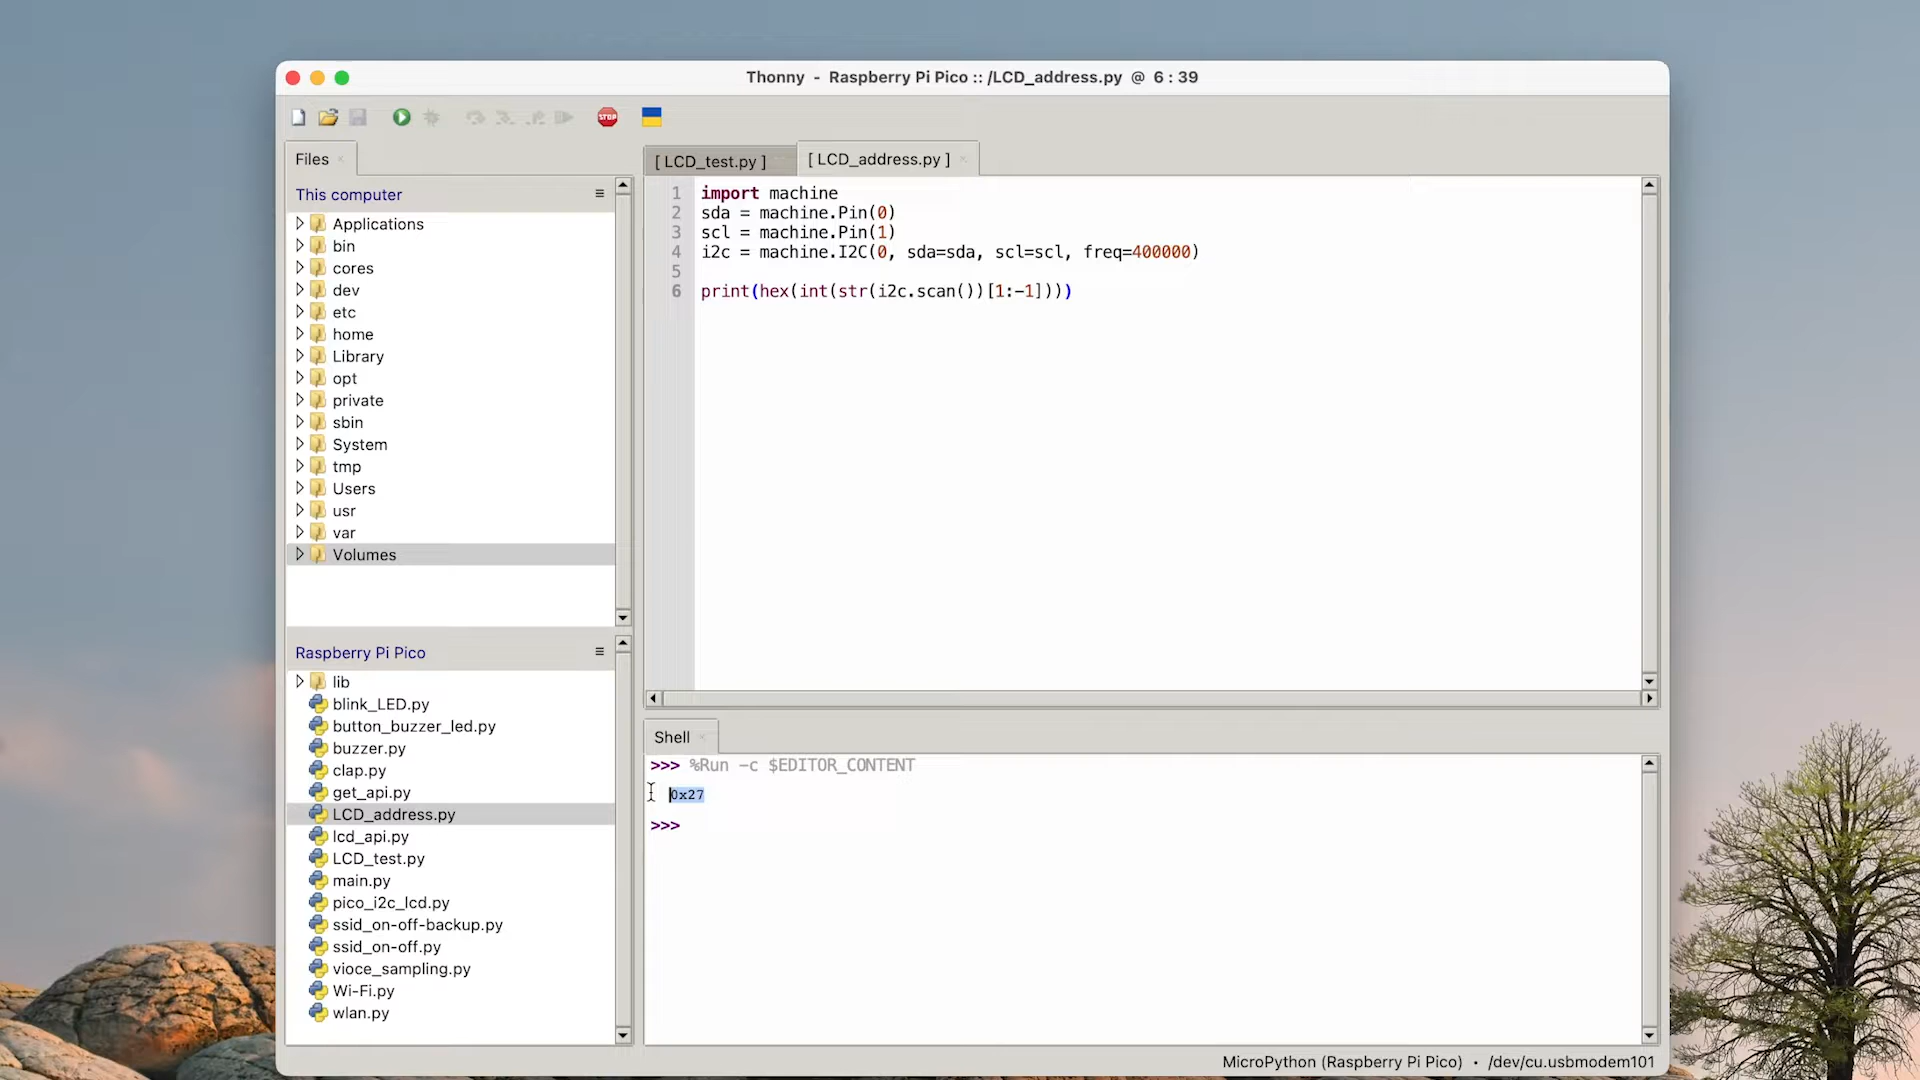 Thonny - Raspberry Pi Pico :: /LCD_address.py @ 6 : 39
STOP
Files
This computer
Applications
bin
cores
dev
etc
home
Library
opt
private
sbin
System
tmp
Users
usr
var
Volumes
Raspberry Pi Pico
lib
blink_LED.py
button_buzzer_led.py
buzzer.py
clap.py
get_api.py
LCD_address.py
lcd_api.py
LCD_test.py
main.py
pico_i2c_lcd.py
ssid_on-off-backup.py
ssid_on-off.py
vioce_sampling.py
Wi-Fi.py
wlan.py
[ LCD_test.py ]
[ LCD_address.py ]
1 import machine
2 sda = machine.Pin(0)
3 scl = machine.Pin(1)
4 i2c = machine.I2C(0, sda=sda, scl=scl, freq=400000)
5
6 print(hex(int(str(i2c.scan())[1:-1])))
Shell
>>> %Run -c $EDITOR_CONTENT
0x27
>>>
MicroPython (Raspberry Pi Pico) • /dev/cu.usbmodem101